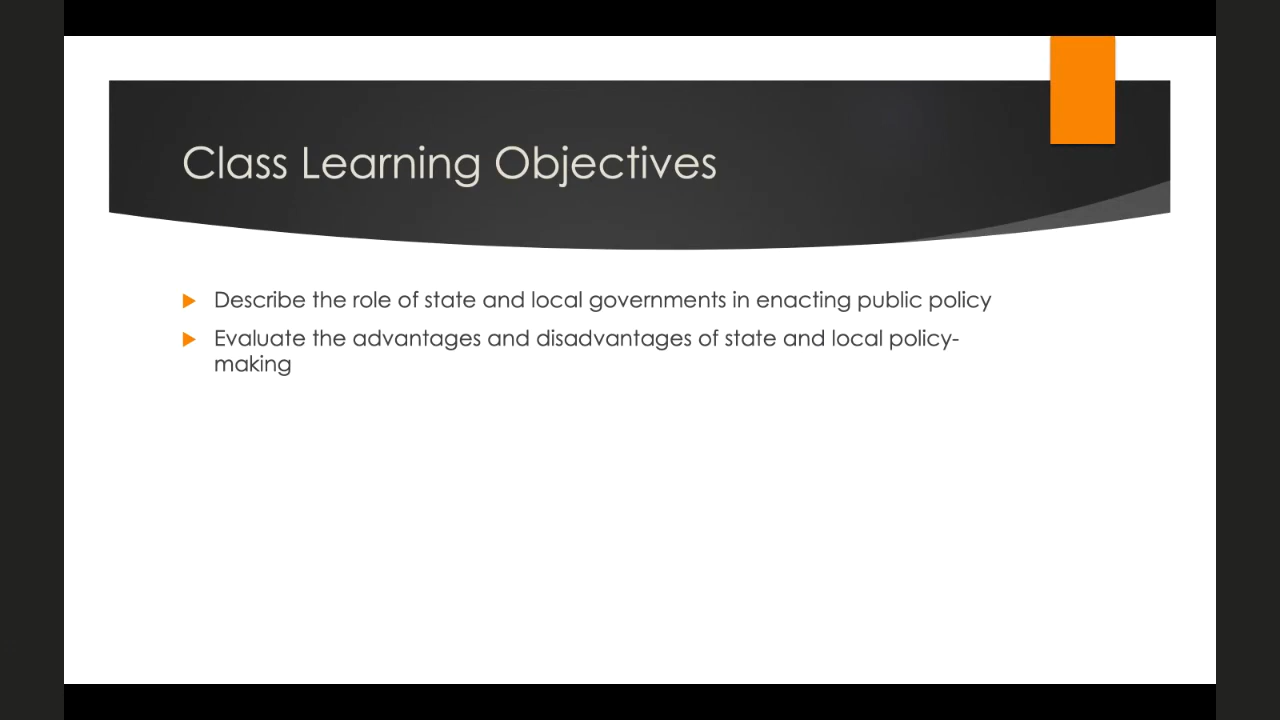 Class Learning Objectives
Describe the role of state and local governments in enacting public policy
Evaluate the advantages and disadvantages of state and local policy-
making